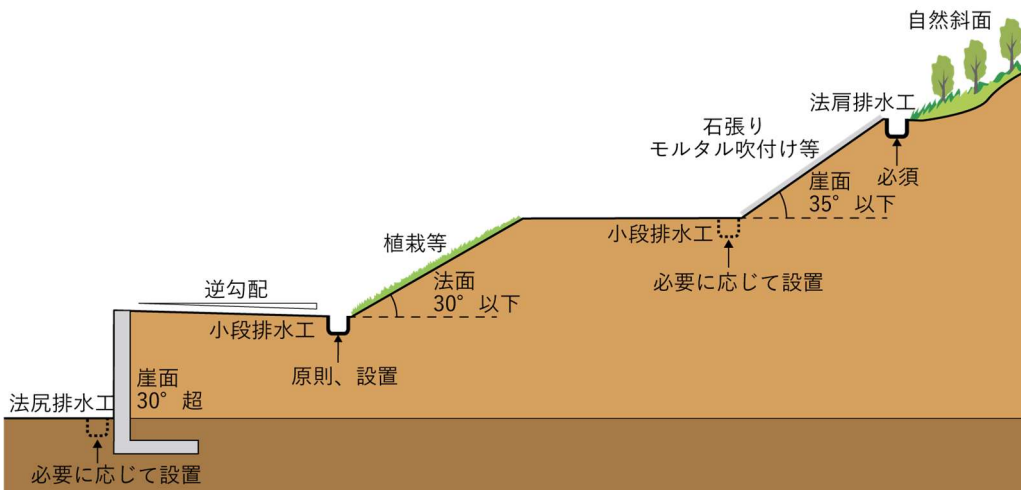 自然斜面
法肩排水工
石張り
モルタル吹付け等
崖面
35° 以下
必須
小段排水工
必要に応じて設置
植栽等
法面
30° 以下
逆勾配
小段排水工
原則、設置
崖面
30° 超
法尻排水工
必要に応じて設置